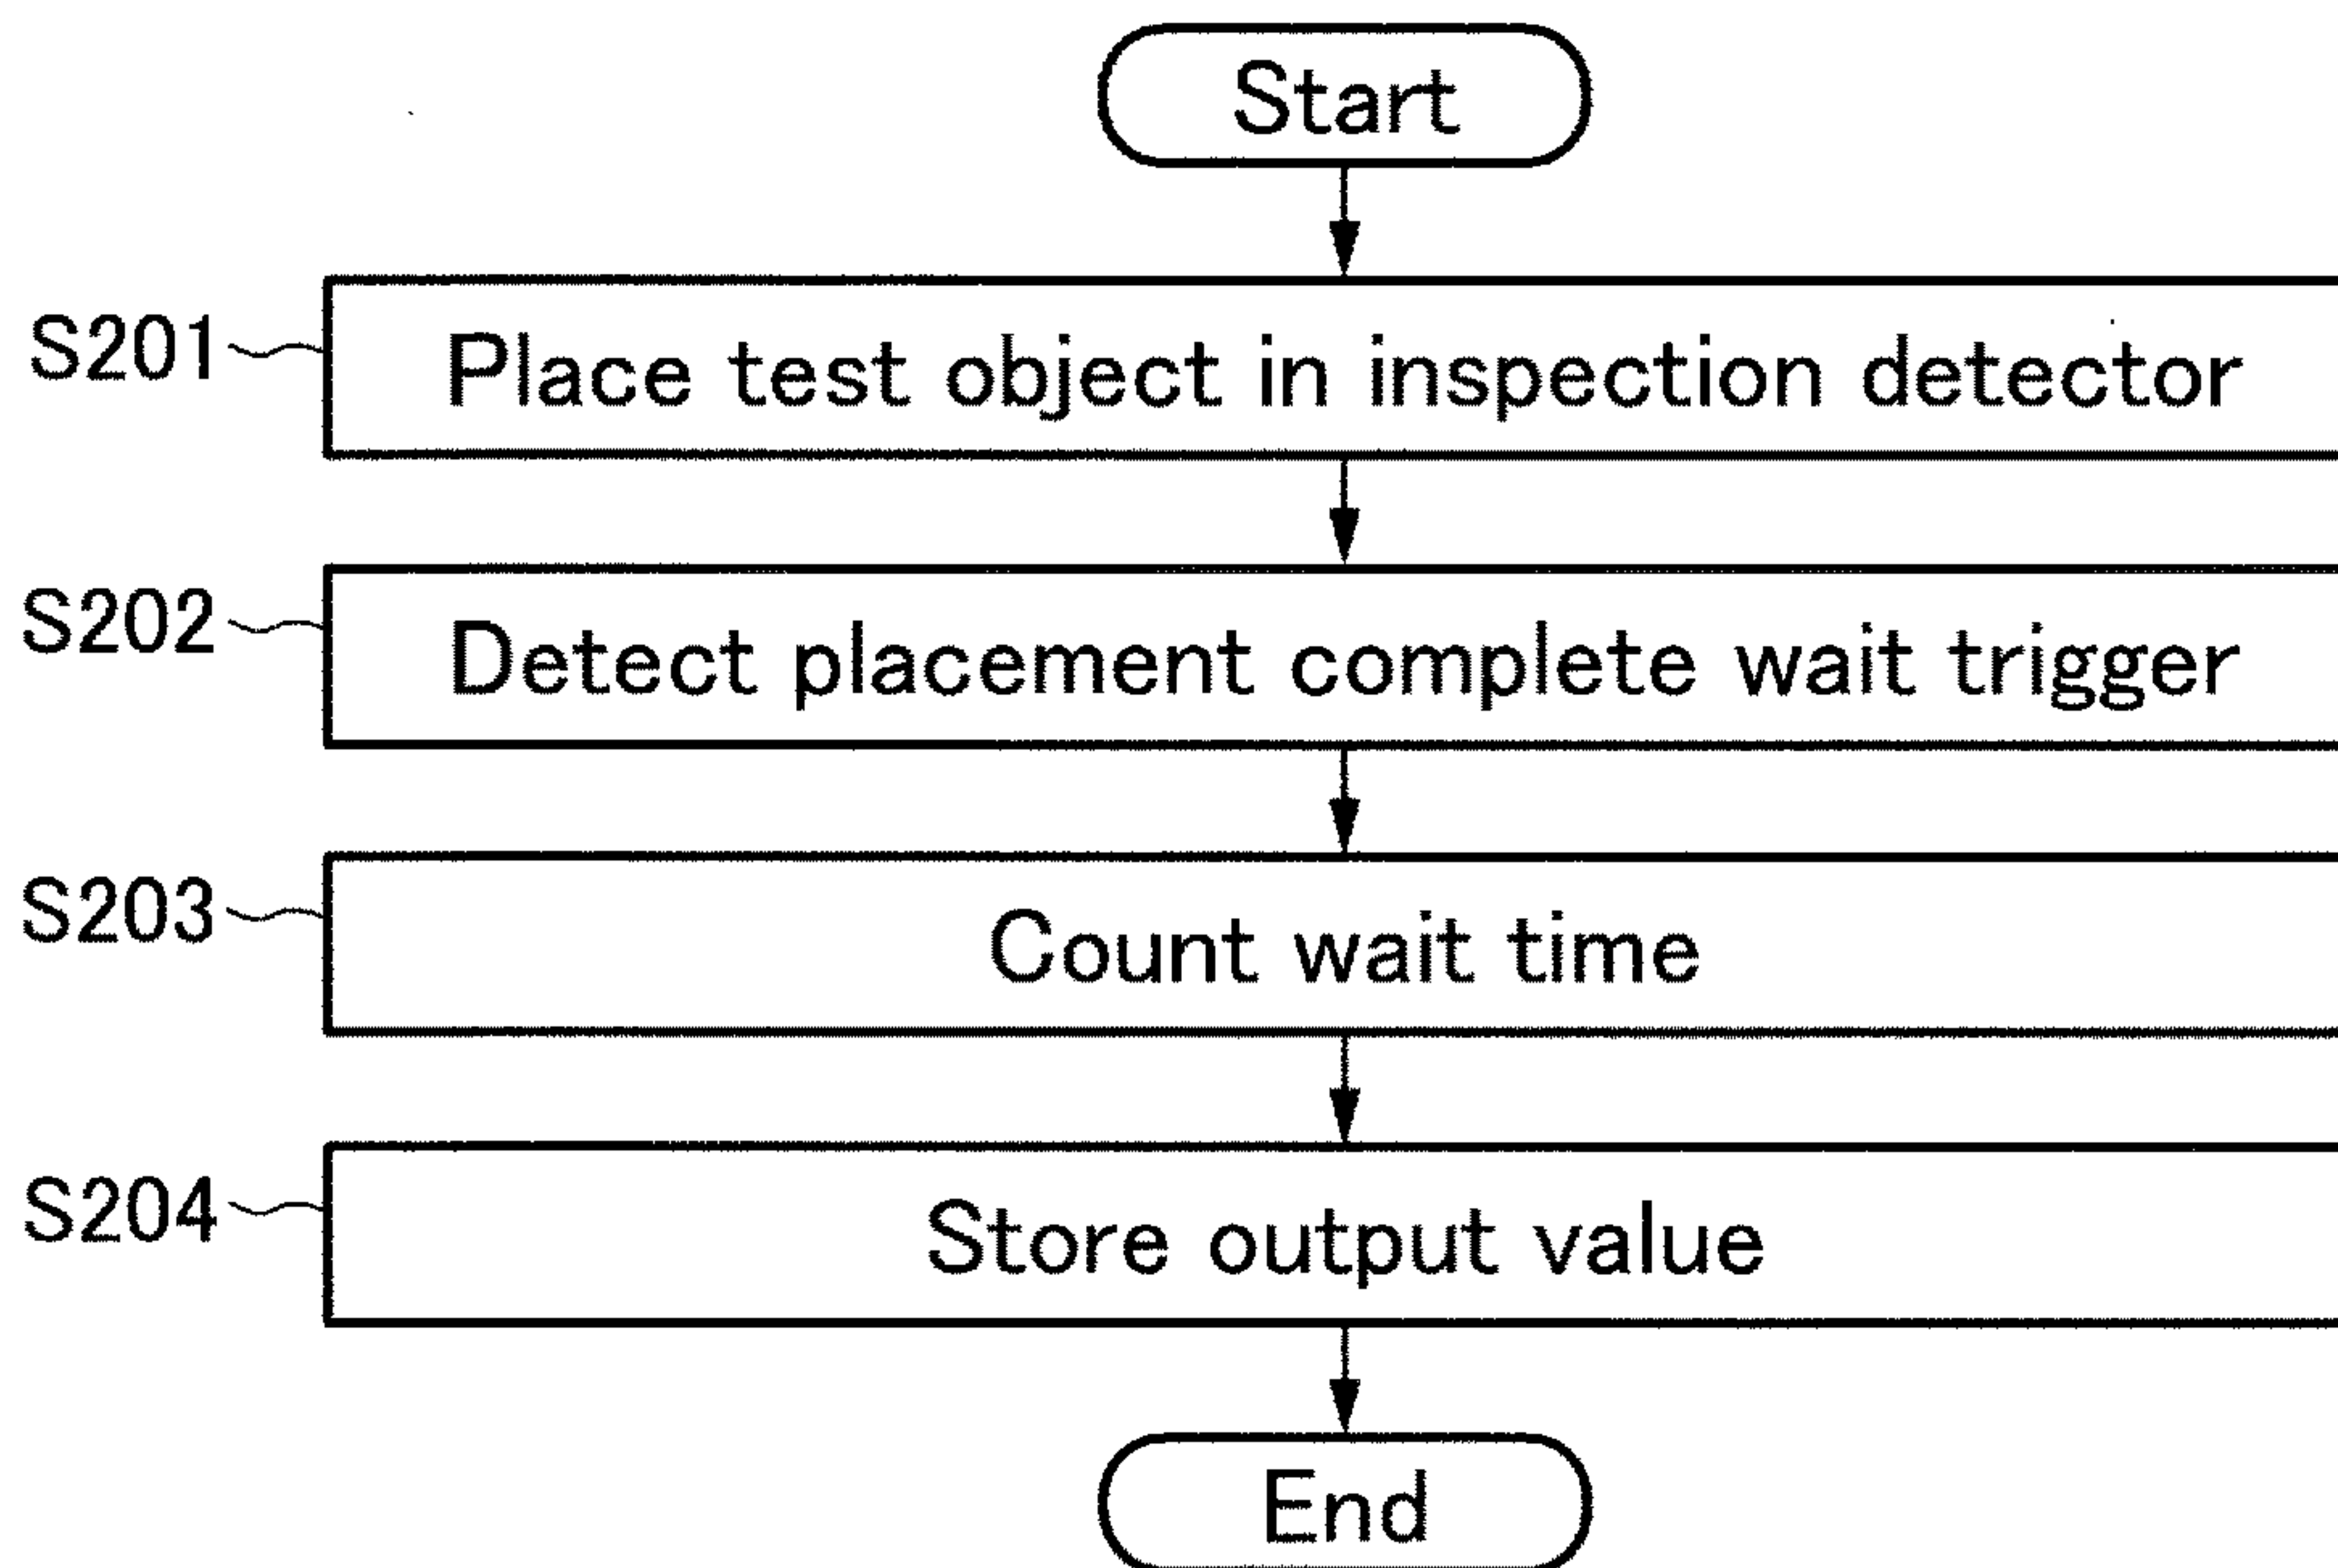 Start
S201
Place test object in inspection detector
S202
Detect placement complete wait trigger
S203
Count wait time
S204
Store output value
End